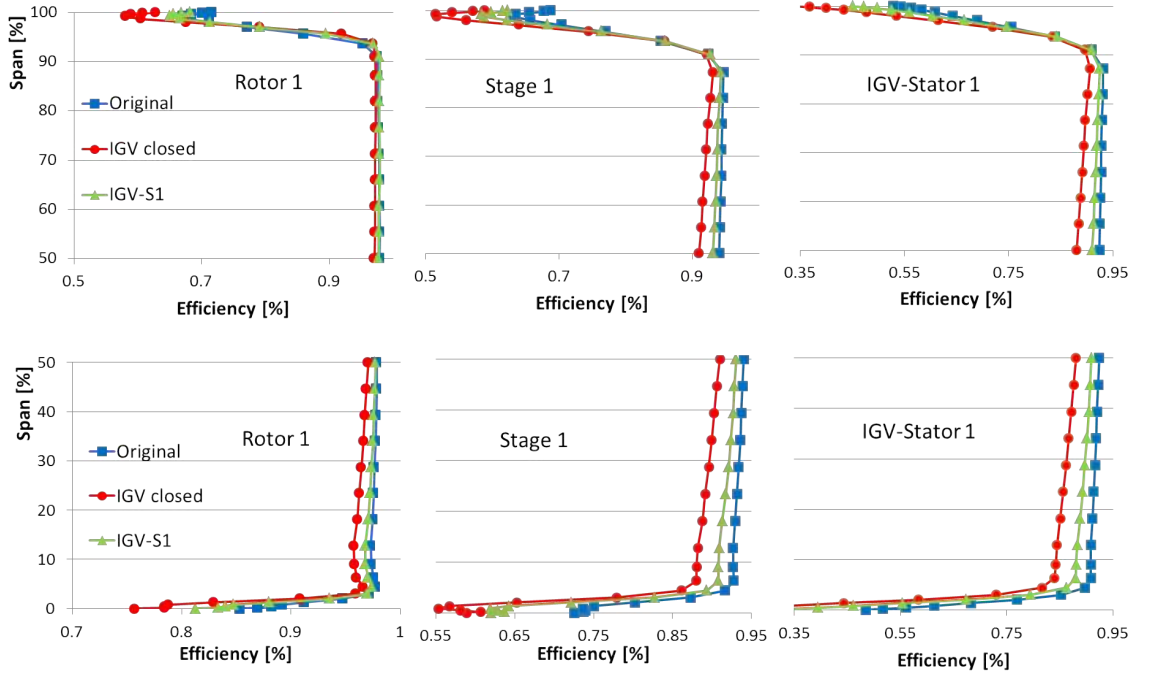 100
90
80
70
60
50
Span [%]
Rotor 1
Original
IGV closed
IGV-S1
0.5
0.7
0.9
Efficiency [%]
Stage 1
0.5
0.7
0.9
Efficiency [%]
IGV-Stator 1
0.35
0.55
0.75
0.95
Efficiency [%]
50
40
30
20
10
0
Span [%]
Rotor 1
Original
IGV closed
IGV-S1
0.7
0.8
0.9
1
Efficiency [%]
Stage 1
0.55
0.65
0.75
0.85
0.95
Efficiency [%]
IGV-Stator 1
0.35
0.55
0.75
0.95
Efficiency [%]